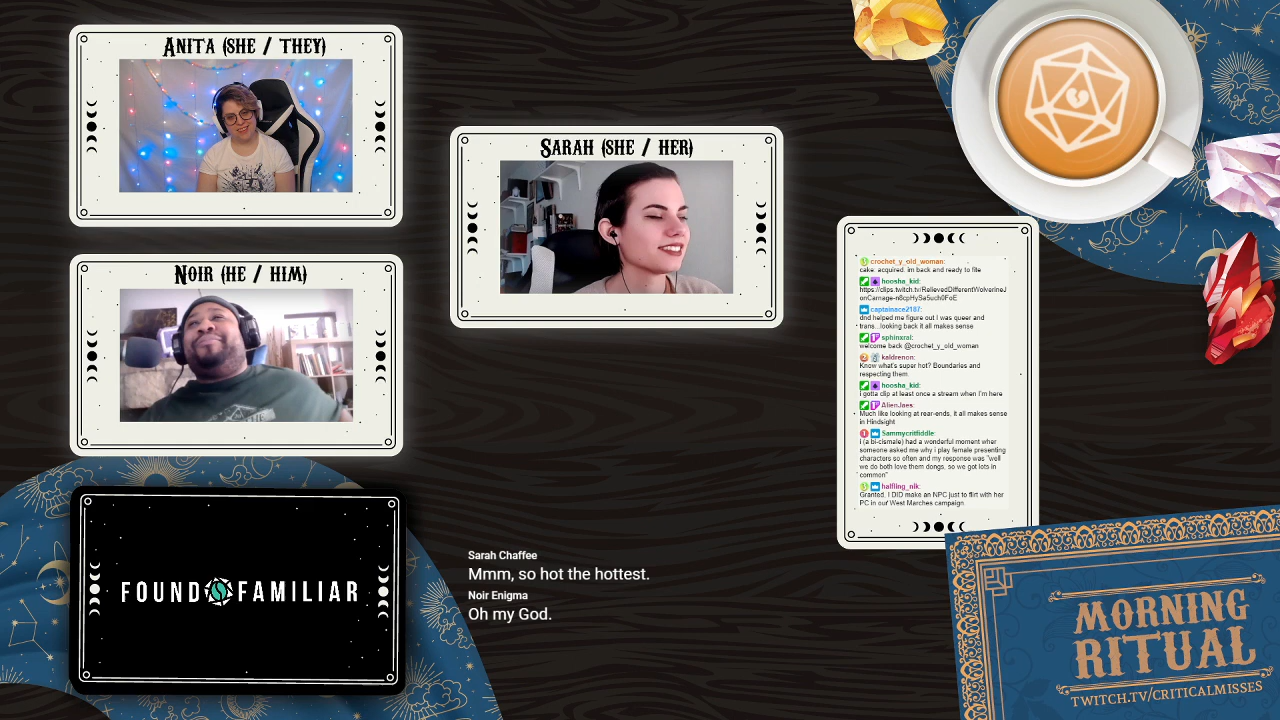 ANITA (SHE / THEY)
SARAH (SHE / HER)
NOIR (HE / HIM)
crochet_y_old_woman:
cake: acquired. im back and ready to fite
hoosha_kid:
https://clips.twitch.tv/RelievedDifferentWolverineJ
onCarnage-n8cpHySa5uch0FoE
captainace2187:
dnd helped me figure out I was queer and
trans...looking back it all makes sense
sphinxral:
welcome back @crochet_y_old_woman
kaldrenon:
Know what's super hot? Boundaries and
respecting them.
hoosha_kid:
i gotta clip at least once a stream when I'm here
AlienJaes:
Much like looking at rear-ends, it all makes sense
in Hindsight
Sammycritfiddle:
i (a bi-cismale) had a wonderful moment wher
someone asked me why i play female presenting
characters so often and my response was "well
we do both love them dongs, so we got lots in
common"
halfling_nik:
Granted, I DID make an NPC just to flirt with her
PC in our West Marches campaign.
FOUND FAMILIAR
Sarah Chaffee
Mmm, so hot the hottest.
Noir Enigma
Oh my God.
MORNING
RITUAL
TWITCH.TV/CRITICALMISSES